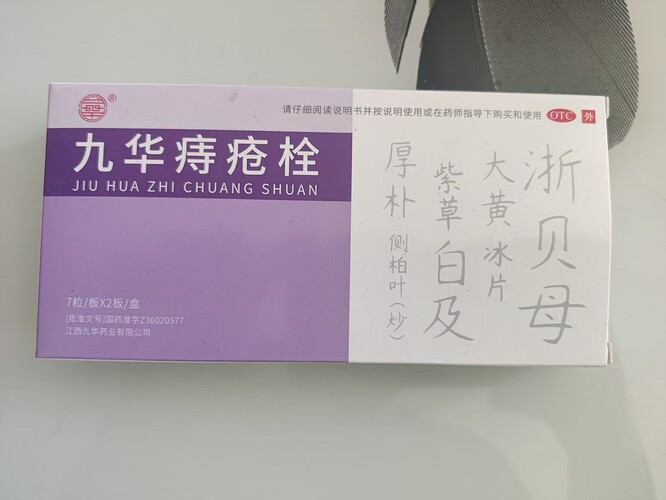 ®
请仔细阅读说明书并按说明使用或在药师指导下购买和使用
OTC
外
九华痔疮栓
JIU HUA ZHI CHUANG SHUAN
7粒/板X2板/盒
[批准文号]国药准字Z36020577
江西九华药业有限公司
浙贝母
大黄 冰片
紫草 白及
厚朴 侧柏叶(炒)